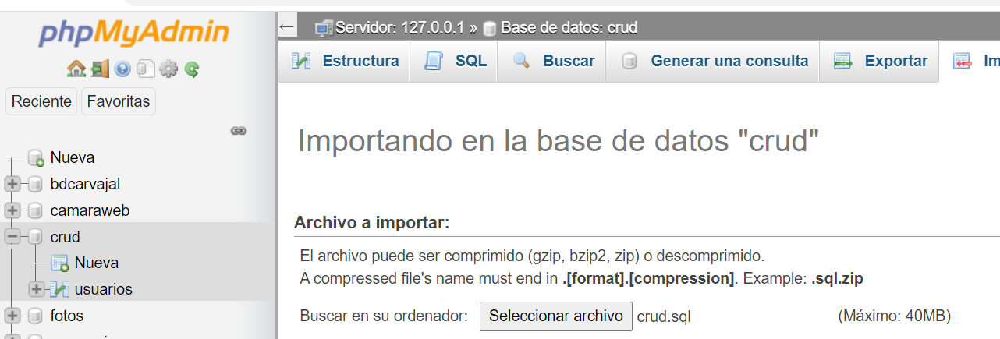 phpMyAdmin
Reciente Favoritas
Nueva
bdcarvajal
camaraweb
crud
Nueva
usuarios
fotos
Servidor: 127.0.0.1 » Base de datos: crud
Estructura SQL Buscar Generar una consulta Exportar Im
Importando en la base de datos "crud"
Archivo a importar:
El archivo puede ser comprimido (gzip, bzip2, zip) o descomprimido.
A compressed file's name must end in .[format].[compression]. Example: .sql.zip
Buscar en su ordenador: Seleccionar archivo crud.sql (Máximo: 40MB)